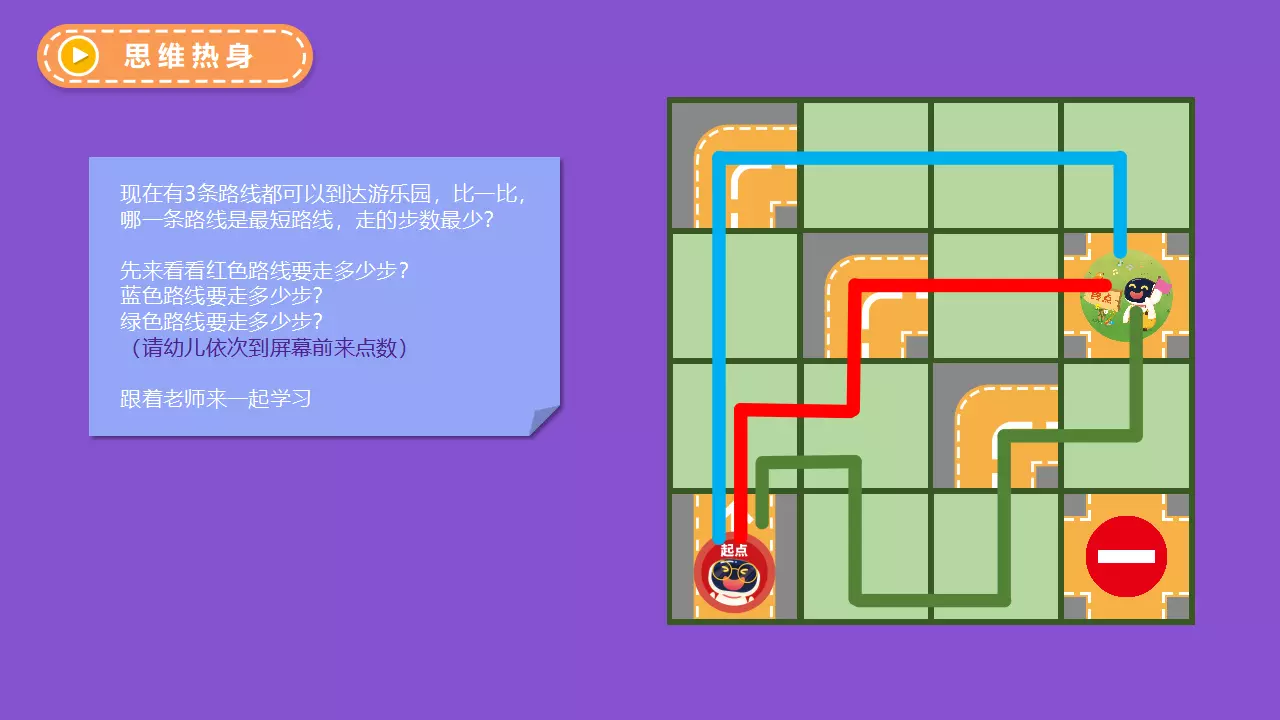 思维热身
现在有3条路线都可以到达游乐园，比一比，
哪一条路线是最短路线，走的步数最少？
先来看看红色路线要走多少步？
蓝色路线要走多少步？
绿色路线要走多少步？
（请幼儿依次到屏幕前来点数）
跟着老师来一起学习
终点
起点